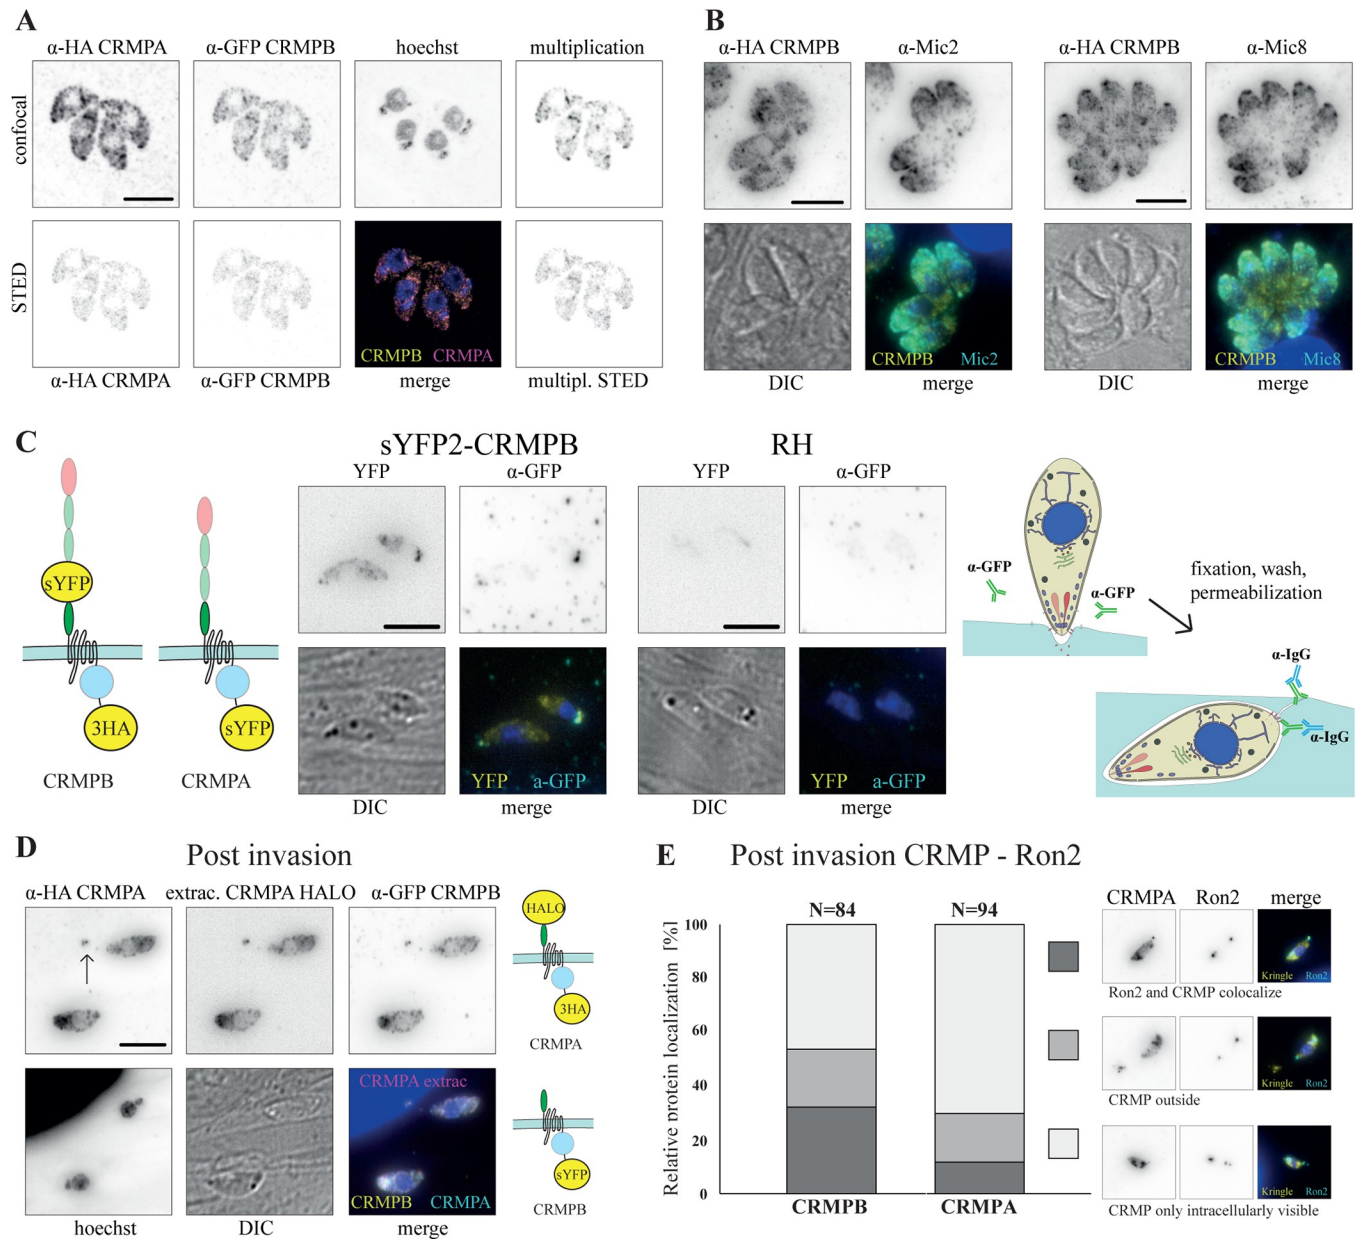 A
α-HA CRMPA
α-GFP CRMPB
hoechst
multiplication
confocal
STED
CRMPB CRMPA
α-HA CRMPA
α-GFP CRMPB
merge
multipl. STED
B
α-HA CRMPB
α-Mic2
α-HA CRMPB
α-Mic8
CRMPB Mic2
CRMPB Mic8
DIC
merge
DIC
merge
C
sYFP2-CRMPB
RH
YFP
α-GFP
YFP
α-GFP
sYFP
3HA
sYFP
CRMPB
CRMPA
YFP a-GFP
YFP a-GFP
DIC
merge
DIC
merge
α-GFP
α-GFP
fixation, wash,
permeabilization
α-IgG
α-IgG
D
Post invasion
α-HA CRMPA
extrac. CRMPA HALO
α-GFP CRMPB
HALO
3HA
CRMPA
CRMPA extrac
CRMPB CRMPA
sYFP
CRMPB
hoechst
DIC
merge
E
Post invasion CRMP - Ron2
Relative protein localization [%]
100
80
60
40
20
0
N=84
N=94
CRMPB
CRMPA
CRMPA
Ron2
merge
Kringle Ron2
Ron2 and CRMP colocalize
Kringle Ron2
CRMP outside
Kringle Ron2
CRMP only intracellularly visible